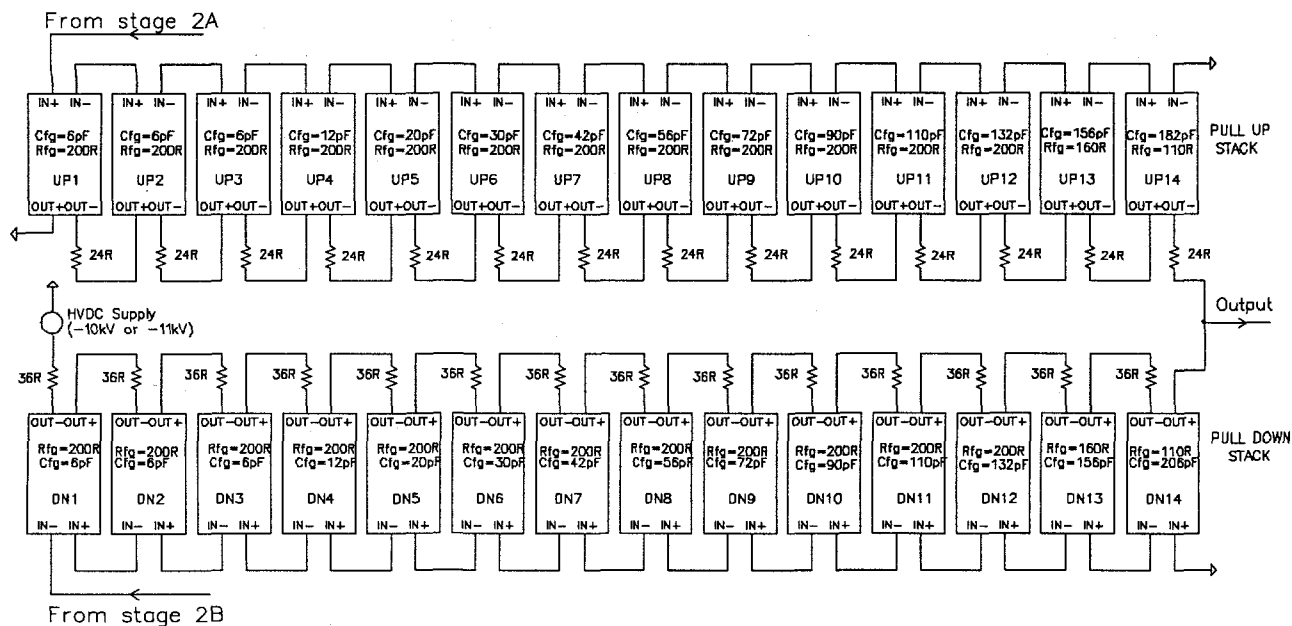 From stage 2A
IN+ IN- IN+ IN- IN+ IN- IN+ IN- IN+ IN- IN+ IN- IN+ IN- IN+ IN- IN+ IN- IN+ IN- IN+ IN- IN+ IN- IN+ IN- IN+ IN-
Cfg=6pF Cfg=6pF Cfg=6pF Cfg=12pF Cfg=20pF Cfg=30pF Cfg=42pF Cfg=56pF Cfg=72pF Cfg=90pF Cfg=110pF Cfg=132pF Cfg=156pF Cfg=182pF PULL UP
Rfg=200R Rfg=200R Rfg=200R Rfg=200R Rfg=200R Rfg=200R Rfg=200R Rfg=200R Rfg=200R Rfg=200R Rfg=200R Rfg=200R Rfg=160R Rfg=110R STACK
UP1 UP2 UP3 UP4 UP5 UP6 UP7 UP8 UP9 UP10 UP11 UP12 UP13 UP14
OUT+OUT- OUT+OUT- OUT+OUT- OUT+OUT- OUT+OUT- OUT+OUT- OUT+OUT- OUT+OUT- OUT+OUT- OUT+OUT- OUT+OUT- OUT+OUT- OUT+OUT- OUT+OUT-
24R 24R 24R 24R 24R 24R 24R 24R 24R 24R 24R 24R 24R 24R
HVDC Supply
(-10kV or -11kV)
Output
36R 36R 36R 36R 36R 36R 36R 36R 36R 36R 36R 36R 36R 36R
OUT-OUT+ OUT-OUT+ OUT-OUT+ OUT-OUT+ OUT-OUT+ OUT-OUT+ OUT-OUT+ OUT-OUT+ OUT-OUT+ OUT-OUT+ OUT-OUT+ OUT-OUT+ OUT-OUT+ OUT-OUT+
Rfg=200R Rfg=200R Rfg=200R Rfg=200R Rfg=200R Rfg=200R Rfg=200R Rfg=200R Rfg=200R Rfg=200R Rfg=200R Rfg=200R Rfg=160R Rfg=110R PULL DOWN
Cfg=6pF Cfg=6pF Cfg=6pF Cfg=12pF Cfg=20pF Cfg=30pF Cfg=42pF Cfg=56pF Cfg=72pF Cfg=90pF Cfg=110pF Cfg=132pF Cfg=156pF Cfg=206pF STACK
DN1 DN2 DN3 DN4 DN5 DN6 DN7 DN8 DN9 DN10 DN11 DN12 DN13 DN14
IN- IN+ IN- IN+ IN- IN+ IN- IN+ IN- IN+ IN- IN+ IN- IN+ IN- IN+ IN- IN+ IN- IN+ IN- IN+ IN- IN+ IN- IN+ IN- IN+
From stage 2B